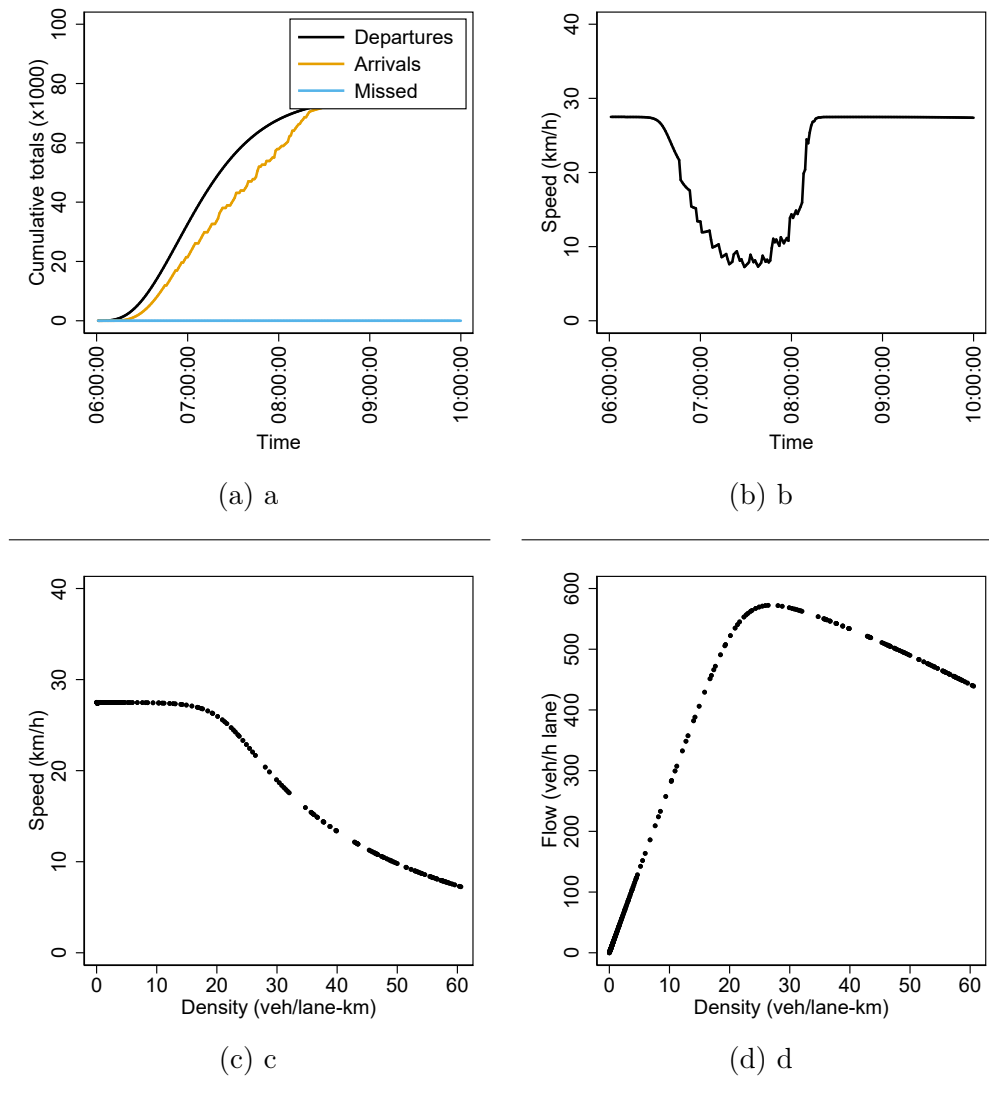 Cumulative totals (x1000)
100
80
60
40
20
0
Departures
Arrivals
Missed
06:00:00
07:00:00
08:00:00
09:00:00
10:00:00
Time
(a) a
Speed (km/h)
40
30
20
10
0
06:00:00
07:00:00
08:00:00
09:00:00
10:00:00
Time
(b) b
Speed (km/h)
40
30
20
10
0
0 10 20 30 40 50 60
Density (veh/lane-km)
(c) c
Flow (veh/h lane)
600
500
400
300
200
100
0
0 10 20 30 40 50 60
Density (veh/lane-km)
(d) d